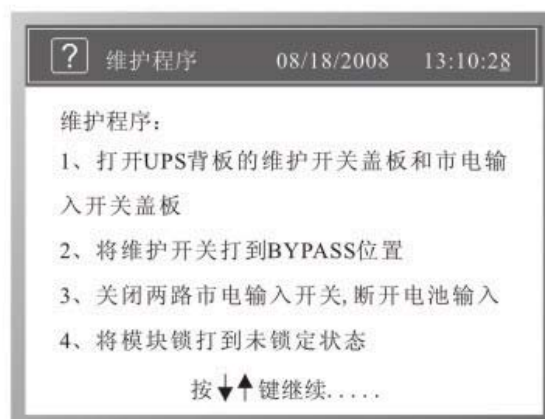 ? 维护程序 08/18/2008 13:10:28
维护程序：
1、打开UPS背板的维护开关盖板和市电输
入开关盖板
2、将维护开关打到BYPASS位置
3、关闭两路市电输入开关,断开电池输入
4、将模块锁打到未锁定状态
按↓↑键继续.....